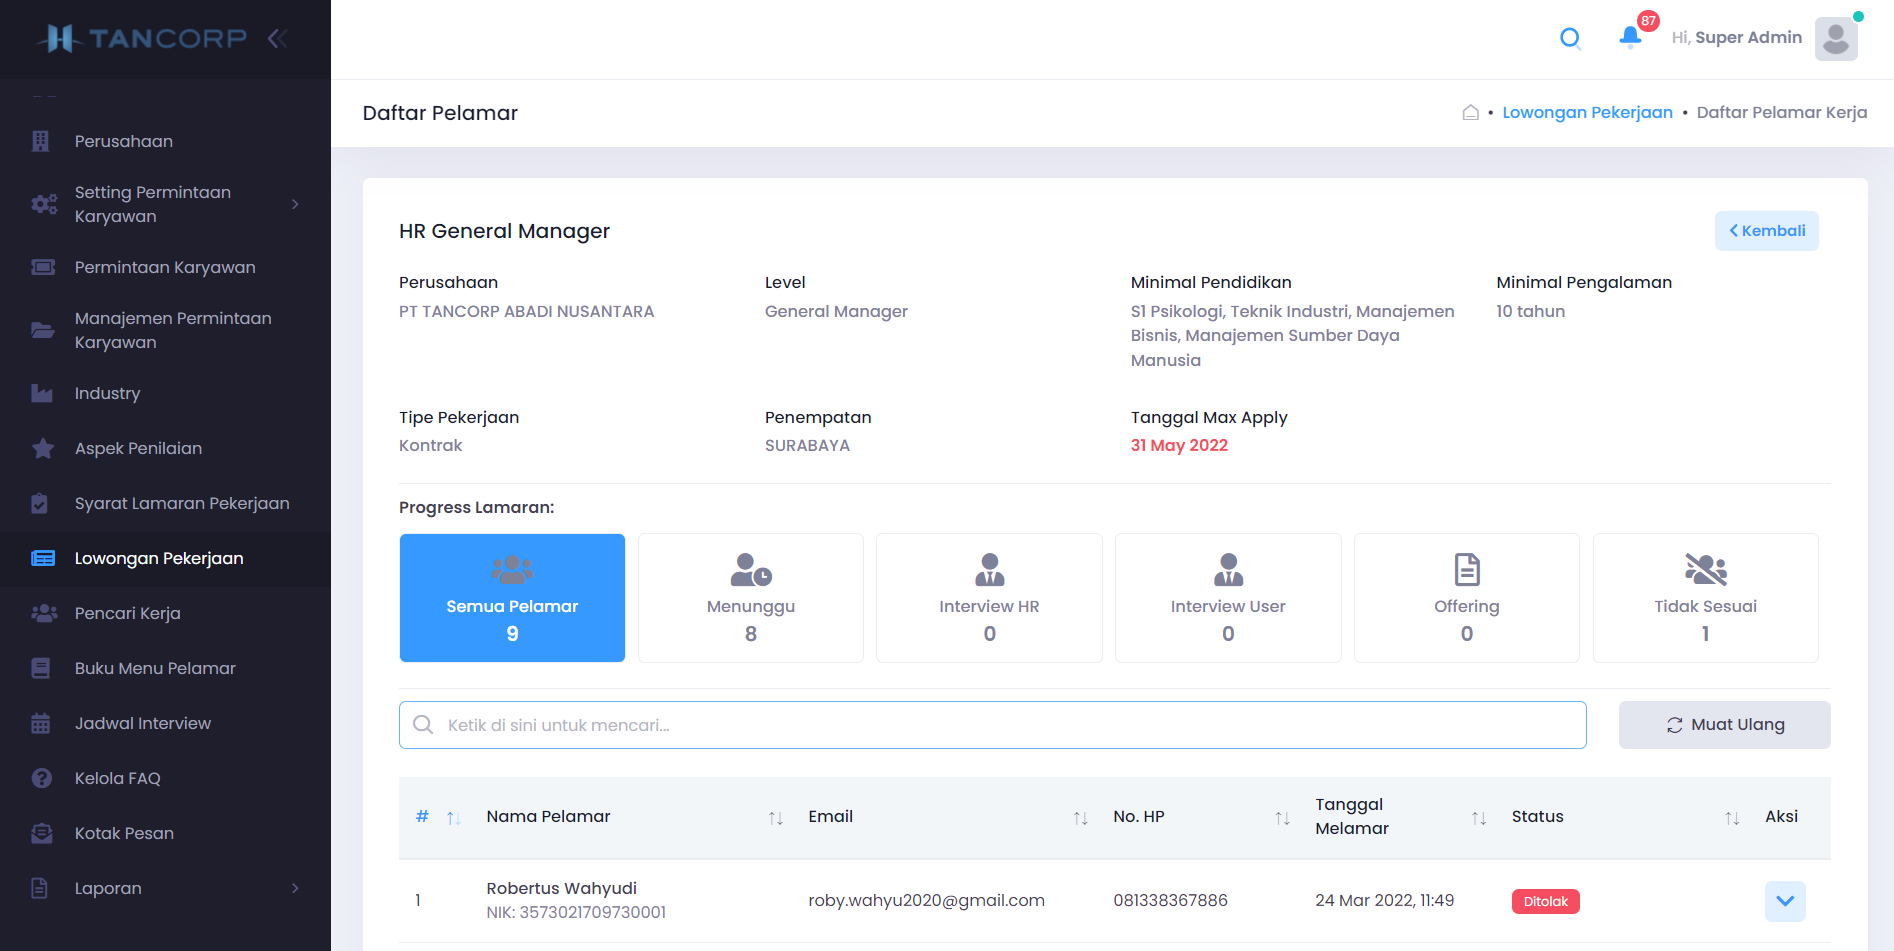 TANCORP
87
Hi, Super Admin
Daftar Pelamar
• Lowongan Pekerjaan • Daftar Pelamar Kerja
Perusahaan
Setting Permintaan
Karyawan
Permintaan Karyawan
Manajemen Permintaan
Karyawan
Industry
Aspek Penilaian
Syarat Lamaran Pekerjaan
Lowongan Pekerjaan
Pencari Kerja
Buku Menu Pelamar
Jadwal Interview
Kelola FAQ
Kotak Pesan
Laporan
HR General Manager
Kembali
Perusahaan
PT TANCORP ABADI NUSANTARA
Level
General Manager
Minimal Pendidikan
S1 Psikologi, Teknik Industri, Manajemen
Bisnis, Manajemen Sumber Daya
Manusia
Minimal Pengalaman
10 tahun
Tipe Pekerjaan
Kontrak
Penempatan
SURABAYA
Tanggal Max Apply
31 May 2022
Progress Lamaran:
Semua Pelamar
9
Menunggu
8
Interview HR
0
Interview User
0
Offering
0
Tidak Sesuai
1
Ketik di sini untuk mencari...
Muat Ulang
# Nama Pelamar Email No. HP Tanggal Melamar Status Aksi
1 Robertus Wahyudi roby.wahyu2020@gmail.com 081338367886 24 Mar 2022, 11:49 Ditolak
NIK: 3573021709730001